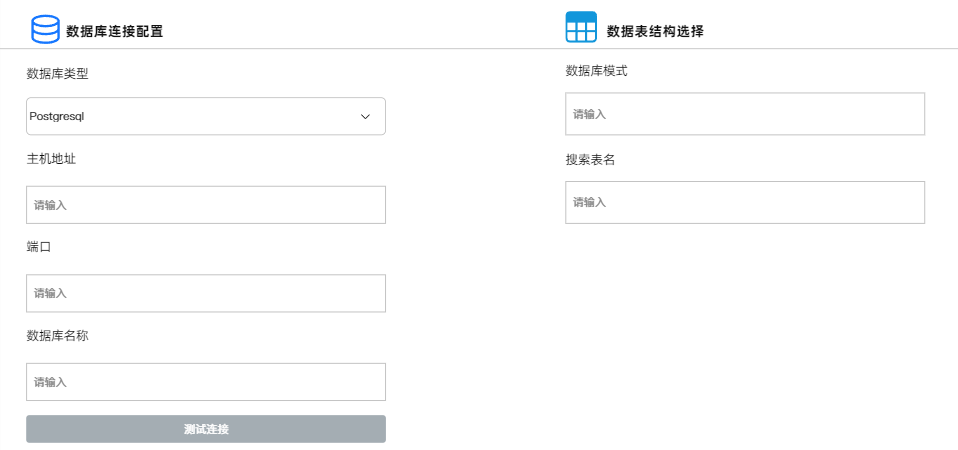 数据库连接配置
数据库类型
Postgresql
主机地址
请输入
端口
请输入
数据库名称
请输入
测试连接
数据表结构选择
数据库模式
请输入
搜索表名
请输入